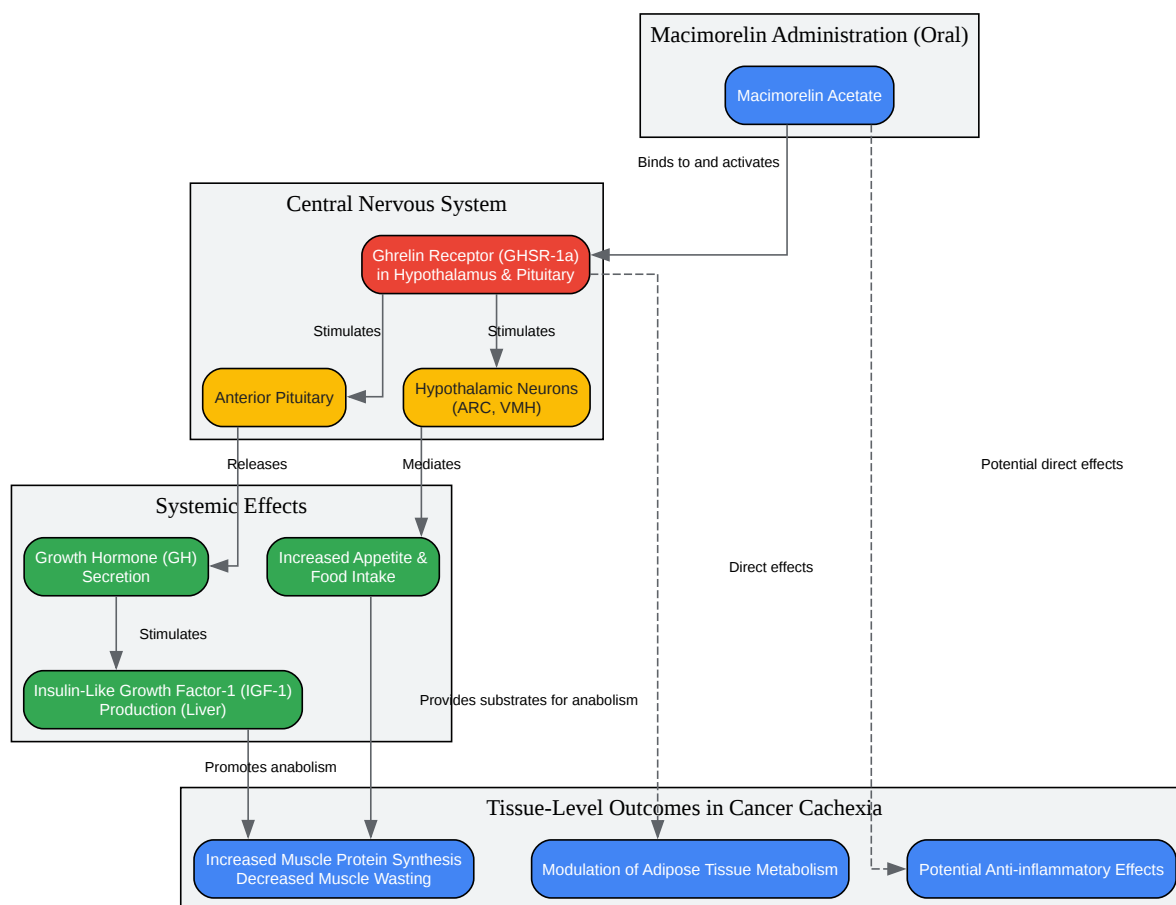 Macimorelin Administration (Oral)
Macimorelin Acetate
Binds to and activates
Central Nervous System
Ghrelin Receptor (GHSR-1a)
in Hypothalamus & Pituitary
Stimulates
Stimulates
Anterior Pituitary
Hypothalamic Neurons
(ARC, VMH)
Releases
Mediates
Potential direct effects
Systemic Effects
Growth Hormone (GH)
Secretion
Increased Appetite &
Food Intake
Direct effects
Stimulates
Insulin-Like Growth Factor-1 (IGF-1)
Production (Liver)
Provides substrates for anabolism
Promotes anabolism
Tissue-Level Outcomes in Cancer Cachexia
Increased Muscle Protein Synthesis
Decreased Muscle Wasting
Modulation of Adipose Tissue Metabolism
Potential Anti-inflammatory Effects